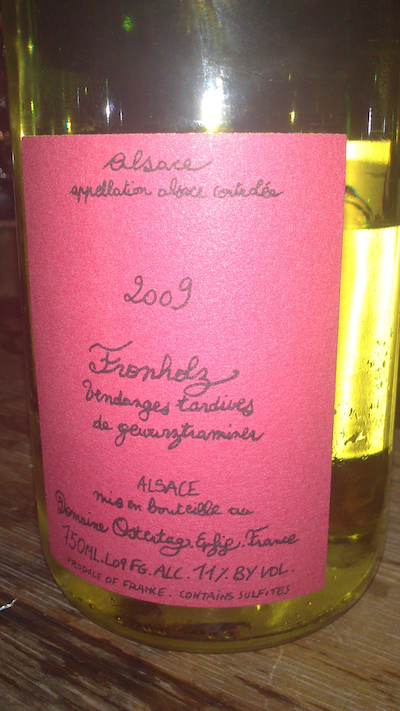 Alsace
appellation alsace controlée
2009
Fronholz
Vendanges tardives
de gewurztraminer
ALSACE
mis en bouteille au
Domaine Ostertag. Epfig. France
750ML. L09 FG. ALC. 11% BY VOL.
PRODUCE OF FRANCE. CONTAINS SULFITES